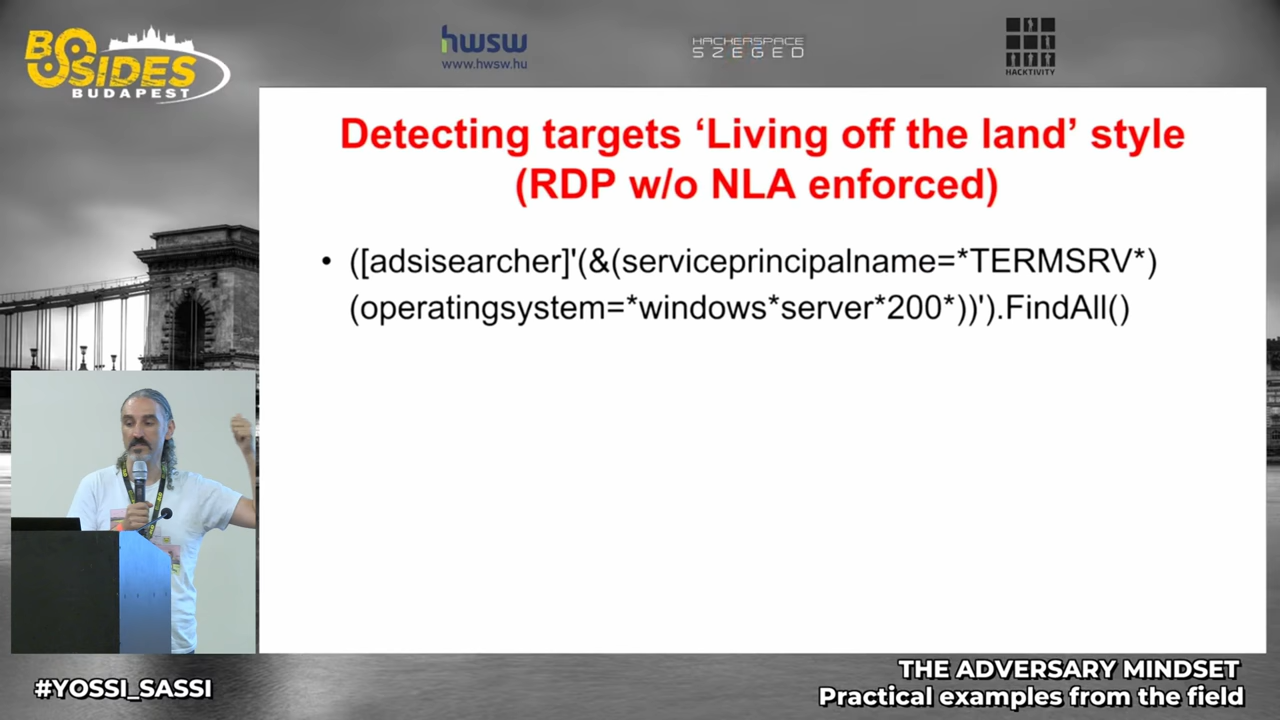 BSIDES
BUDAPEST
hwsw
www.hwsw.hu
HACKERSPACE
SZEGED
HACKTIVITY
Detecting targets ‘Living off the land’ style
(RDP w/o NLA enforced)
• ([adsisearcher]'(&(serviceprincipalname=*TERMSRV*)
(operatingsystem=*windows*server*200*))').FindAll()
#YOSSI_SASSI
THE ADVERSARY MINDSET
Practical examples from the field